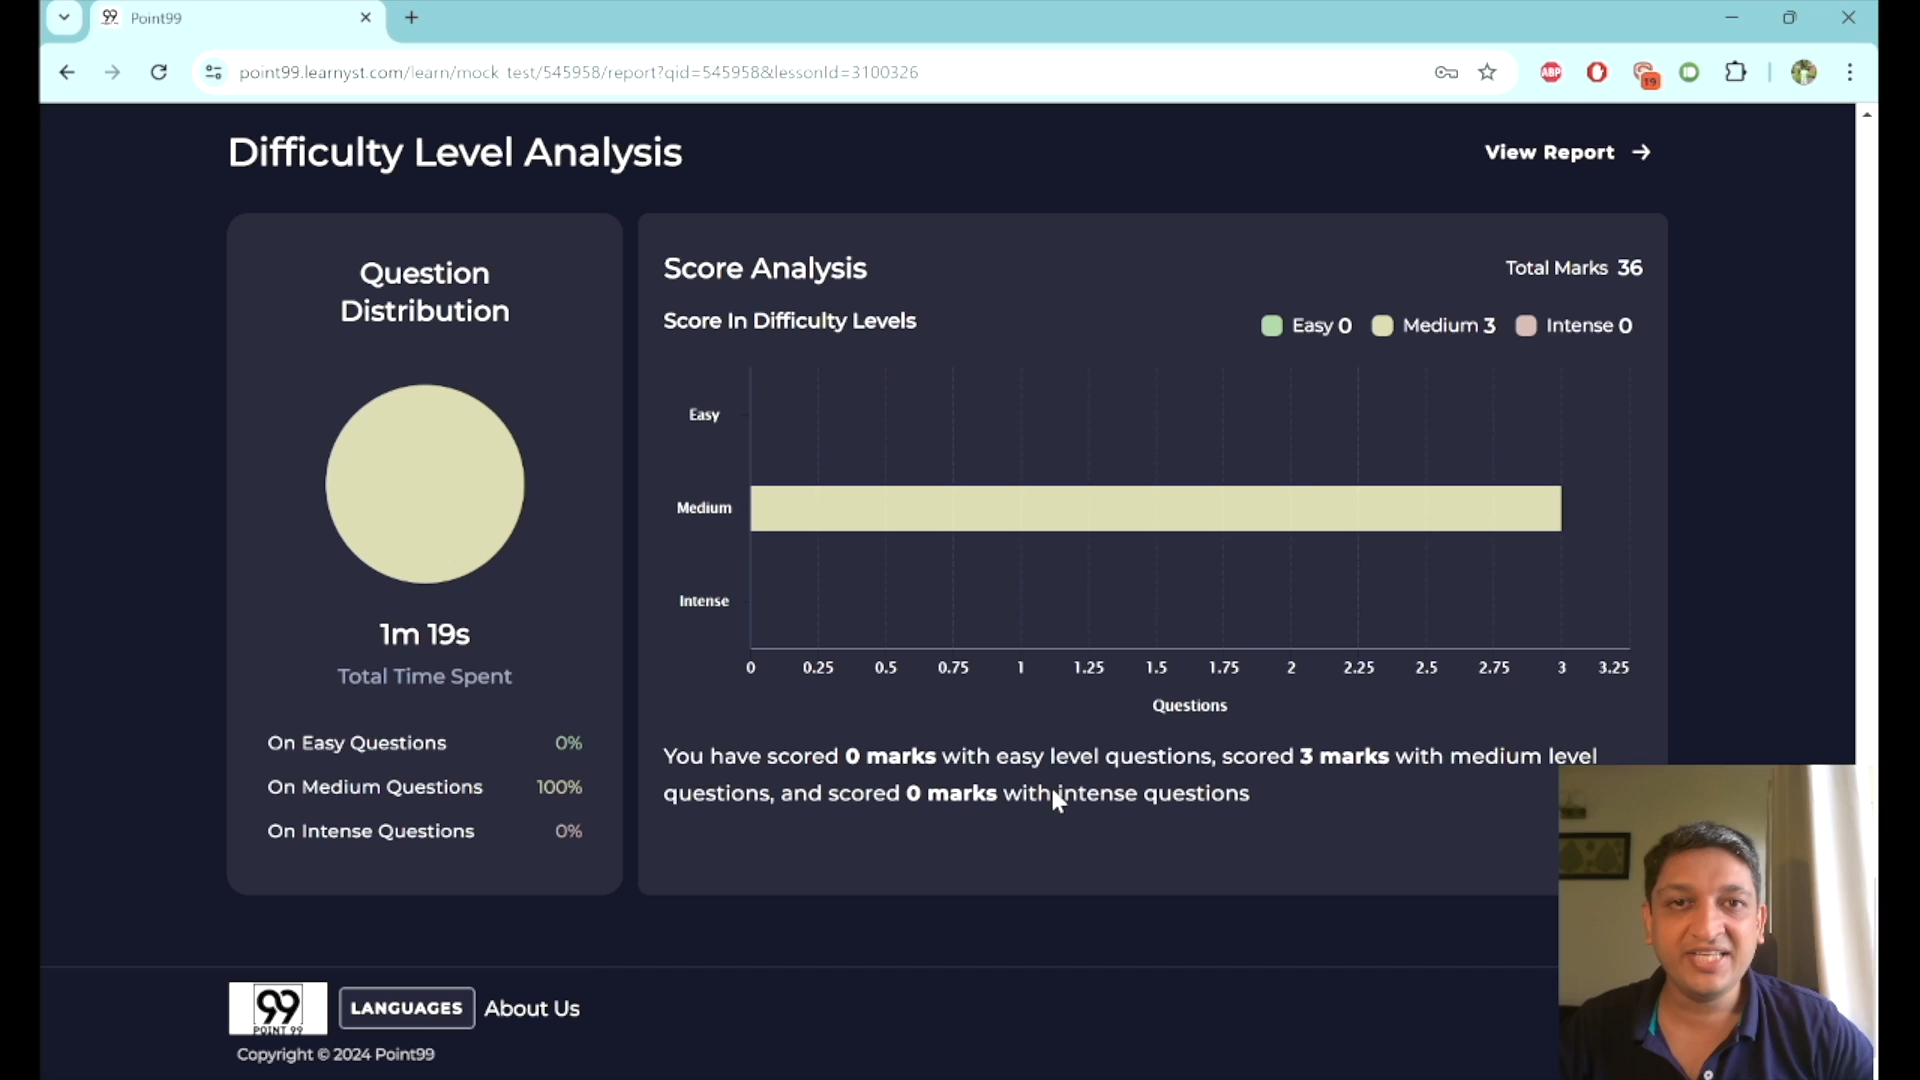 Point99
point99.learnyst.com/learn/mock_test/545958/report?qid=545958&lessonId=3100326
ABP
19
Difficulty Level Analysis
View Report
Question
Distribution
1m 19s
Total Time Spent
On Easy Questions 0%
On Medium Questions 100%
On Intense Questions 0%
Score Analysis
Total Marks 36
Score In Difficulty Levels
Easy 0 Medium 3 Intense 0
Easy
Medium
Intense
0 0.25 0.5 0.75 1 1.25 1.5 1.75 2 2.25 2.5 2.75 3 3.25
Questions
You have scored 0 marks with easy level questions, scored 3 marks with medium level
questions, and scored 0 marks with intense questions
99
POINT 99
LANGUAGES
About Us
Copyright © 2024 Point99